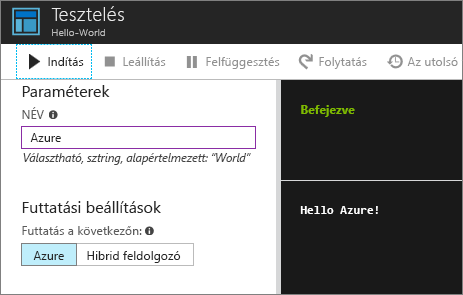 Tesztelés
Hello-World
Indítás Leállítás Felfüggesztés Folytatás Az utolsó
Paraméterek
NÉV
Azure
Választható, sztring, alapértelmezett: "World"
Futtatási beállítások
Futtatás a következőn:
Azure Hibrid feldolgozó
Befejezve
Hello Azure!